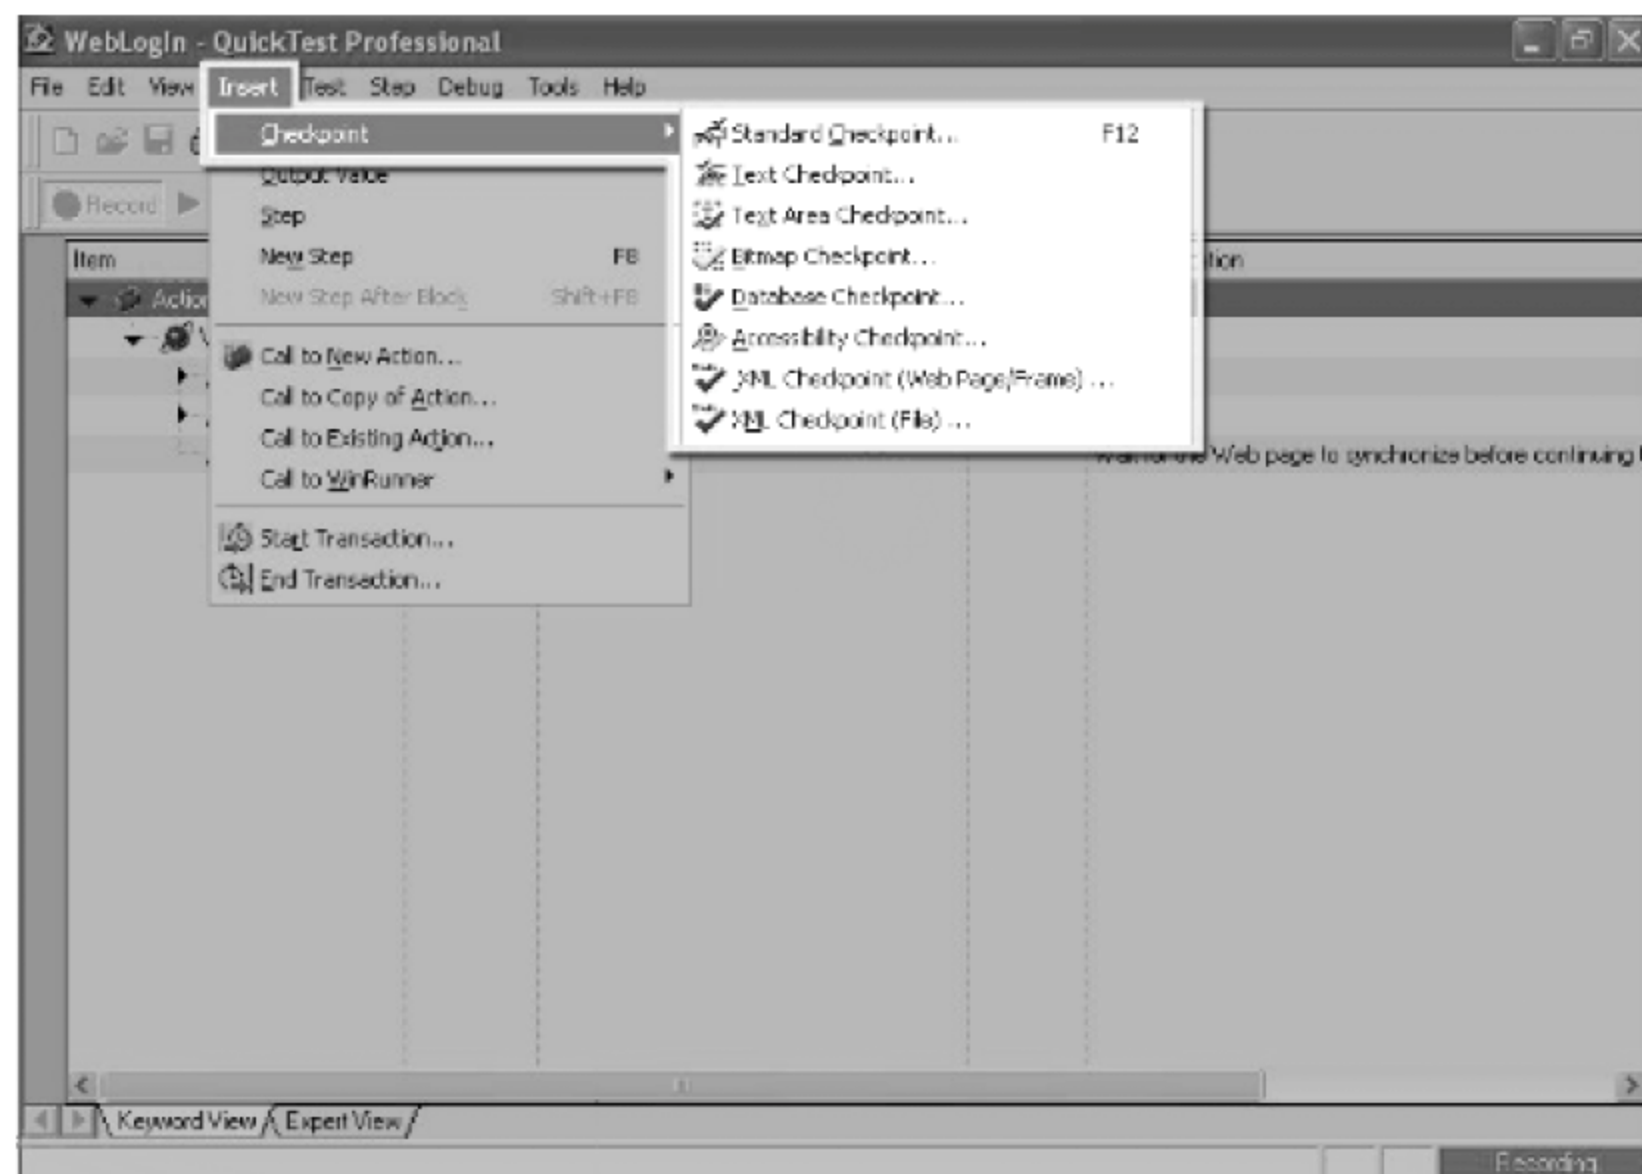 WebLogIn - QuickTest Professional
File Edit View Insert Test Step Debug Tools Help
Checkpoint
Standard Checkpoint... F12
Text Checkpoint...
Text Area Checkpoint...
Bitmap Checkpoint...
Database Checkpoint...
Accessibility Checkpoint...
XML Checkpoint (Web Page/Frame) ...
XML Checkpoint (File) ...
Output Value
Step
New Step F8
New Step After Block Shift+F8
Call to New Action...
Call to Copy of Action...
Call to Existing Action...
Call to WinRunner
Start Transaction...
End Transaction...
Record
Item
Action
Wait for the Web page to synchronize before continuing
Keyword View Expert View
Recording